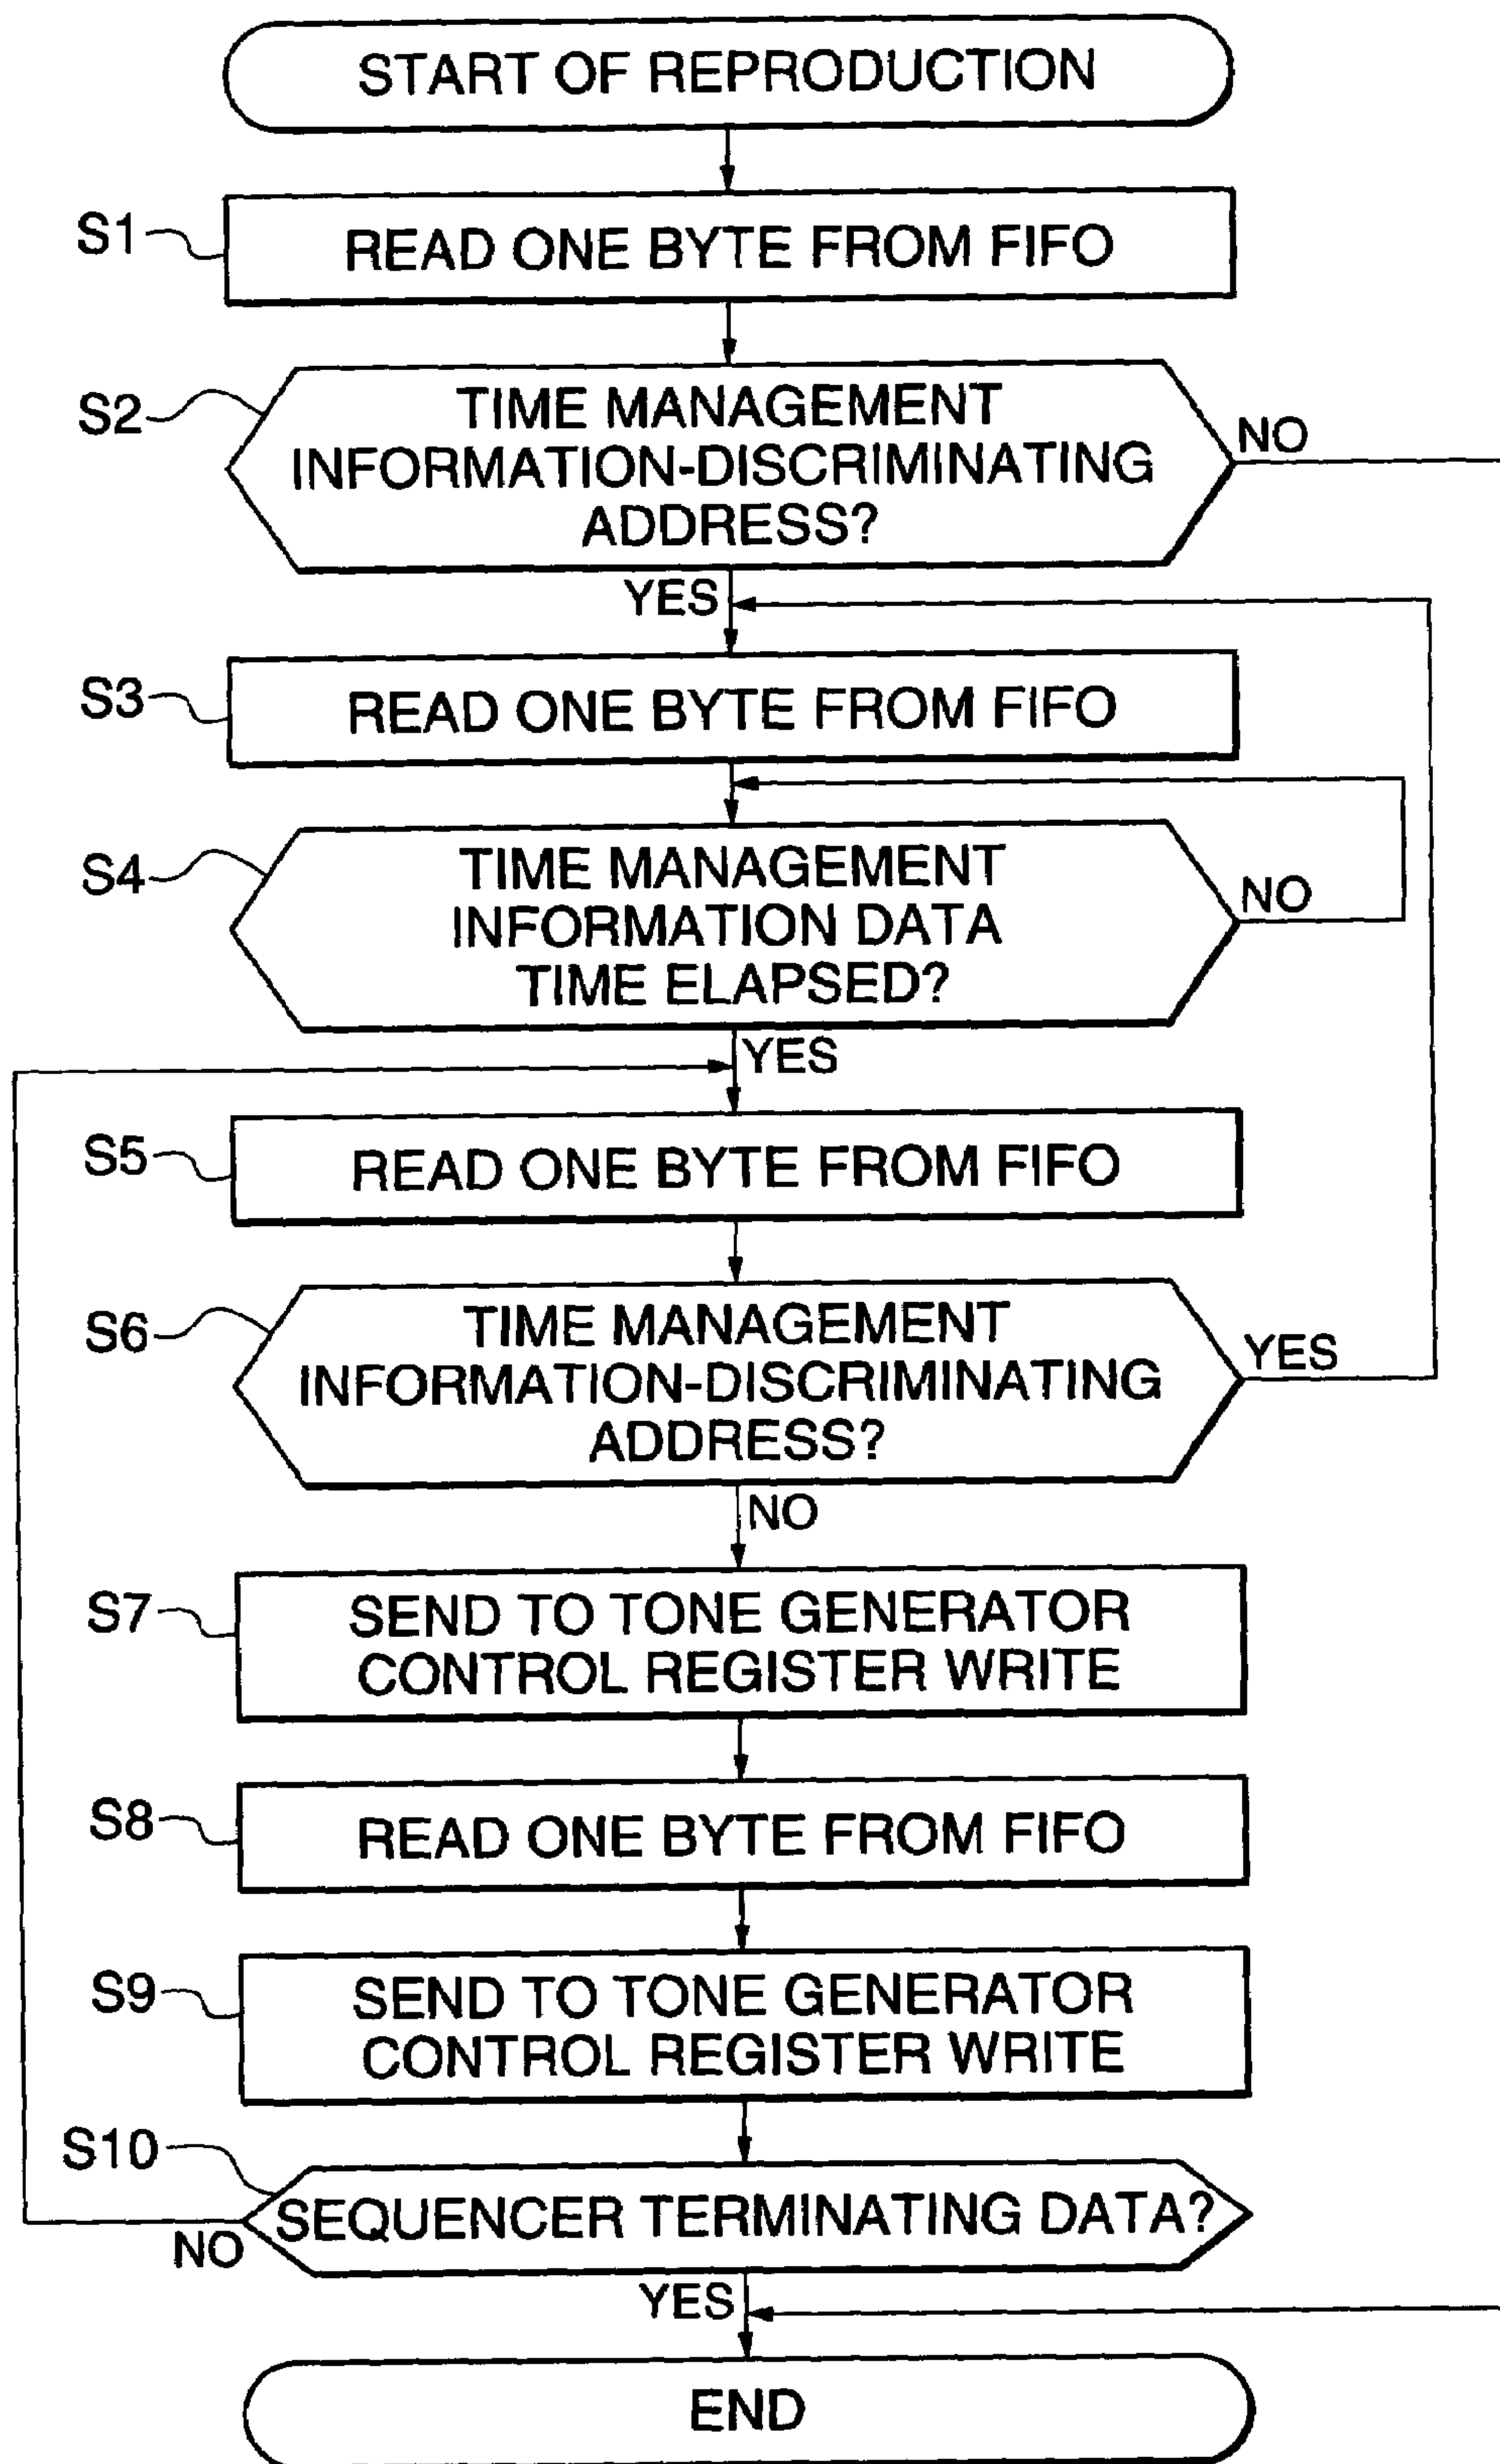 START OF REPRODUCTION
S1
READ ONE BYTE FROM FIFO
S2
TIME MANAGEMENT
INFORMATION-DISCRIMINATING
ADDRESS?
NO
YES
S3
READ ONE BYTE FROM FIFO
S4
TIME MANAGEMENT
INFORMATION DATA
TIME ELAPSED?
NO
YES
S5
READ ONE BYTE FROM FIFO
S6
TIME MANAGEMENT
INFORMATION-DISCRIMINATING
ADDRESS?
YES
NO
S7
SEND TO TONE GENERATOR
CONTROL REGISTER WRITE
S8
READ ONE BYTE FROM FIFO
S9
SEND TO TONE GENERATOR
CONTROL REGISTER WRITE
S10
SEQUENCER TERMINATING DATA?
NO
YES
END